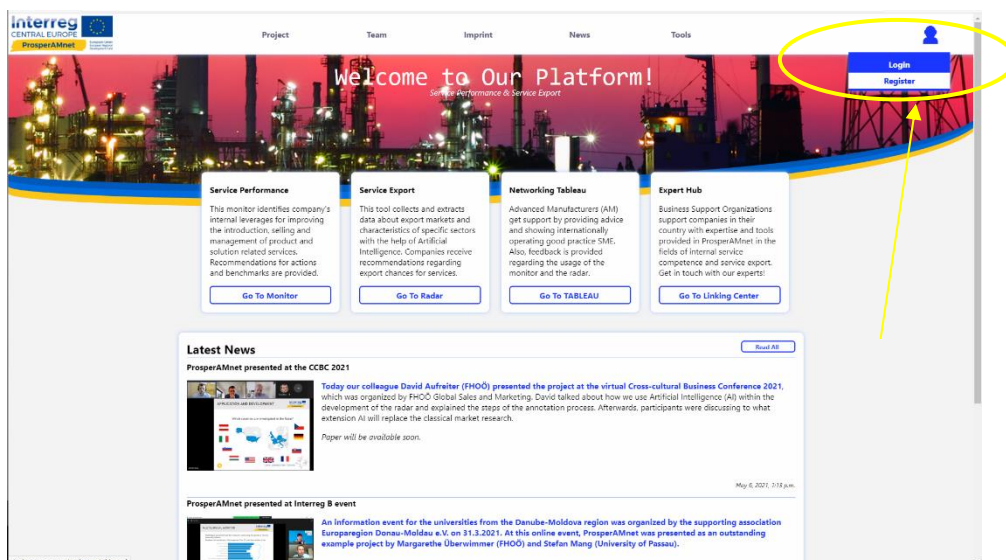 Interreg
CENTRAL EUROPE
ProsperAMnet
Project
Team
Imprint
News
Tools
Login
Register
Welcome to Our Platform!
Service Performance & Service Export
Service Performance
This monitor identifies company's
internal leverages for improving
the introduction, selling and
management of product and
solution related services.
Recommendations for actions
and benchmarks are provided.
Go To Monitor
Service Export
This tool collects and extracts
data about export markets and
characteristics of specific sectors
with the help of Artificial
Intelligence. Companies receive
recommendations regarding
export chances for services.
Go To Radar
Networking Tableau
Advanced Manufacturers (AM)
get support by providing advice
and showing internationally
operating good practice SME.
Also, feedback is provided
regarding the usage of the
monitor and the radar.
Go To TABLEAU
Expert Hub
Business Support Organizations
support companies in their
country with expertise and tools
provided in ProsperAMnet in the
fields of internal service
competence and service export.
Get in touch with our experts!
Go To Linking Center
Latest News
Read All
ProsperAMnet presented at the CCBC 2021
Today our colleague David Aufreiter (FHOÖ) presented the project at the virtual Cross-cultural Business Conference 2021,
which was organized by FHOÖ Global Sales and Marketing. David talked about how we use Artificial Intelligence (AI) within the
development of the radar and explained the steps of the annotation process. Afterwards, participants were discussing to what
extension AI will replace the classical market research.
Paper will be available soon.
May 6, 2021, 1:18 p.m.
ProsperAMnet presented at Interreg B event
An information event for the universities from the Danube-Moldova region was organized by the supporting association
Europaregion Donau-Moldau e.V. on 31.3.2021. At this online event, ProsperAMnet was presented as an outstanding
example project by Margarethe Überwimmer (FHOÖ) and Stefan Mang (University of Passau).